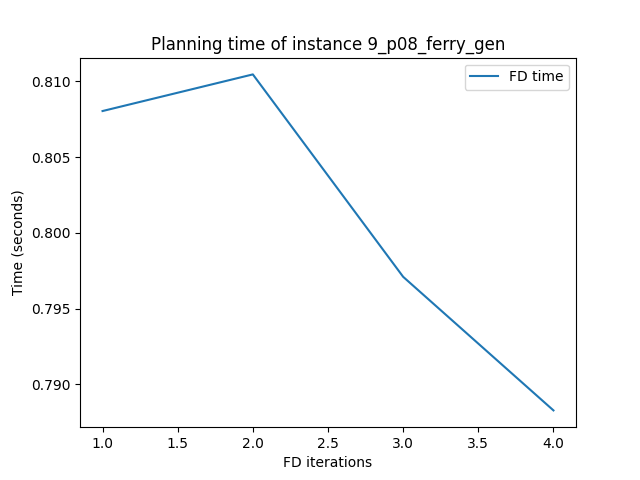 Planning time of instance 9_p08_ferry_gen
FD time
0.810
0.805
0.800
0.795
0.790
Time (seconds)
1.0 1.5 2.0 2.5 3.0 3.5 4.0
FD iterations